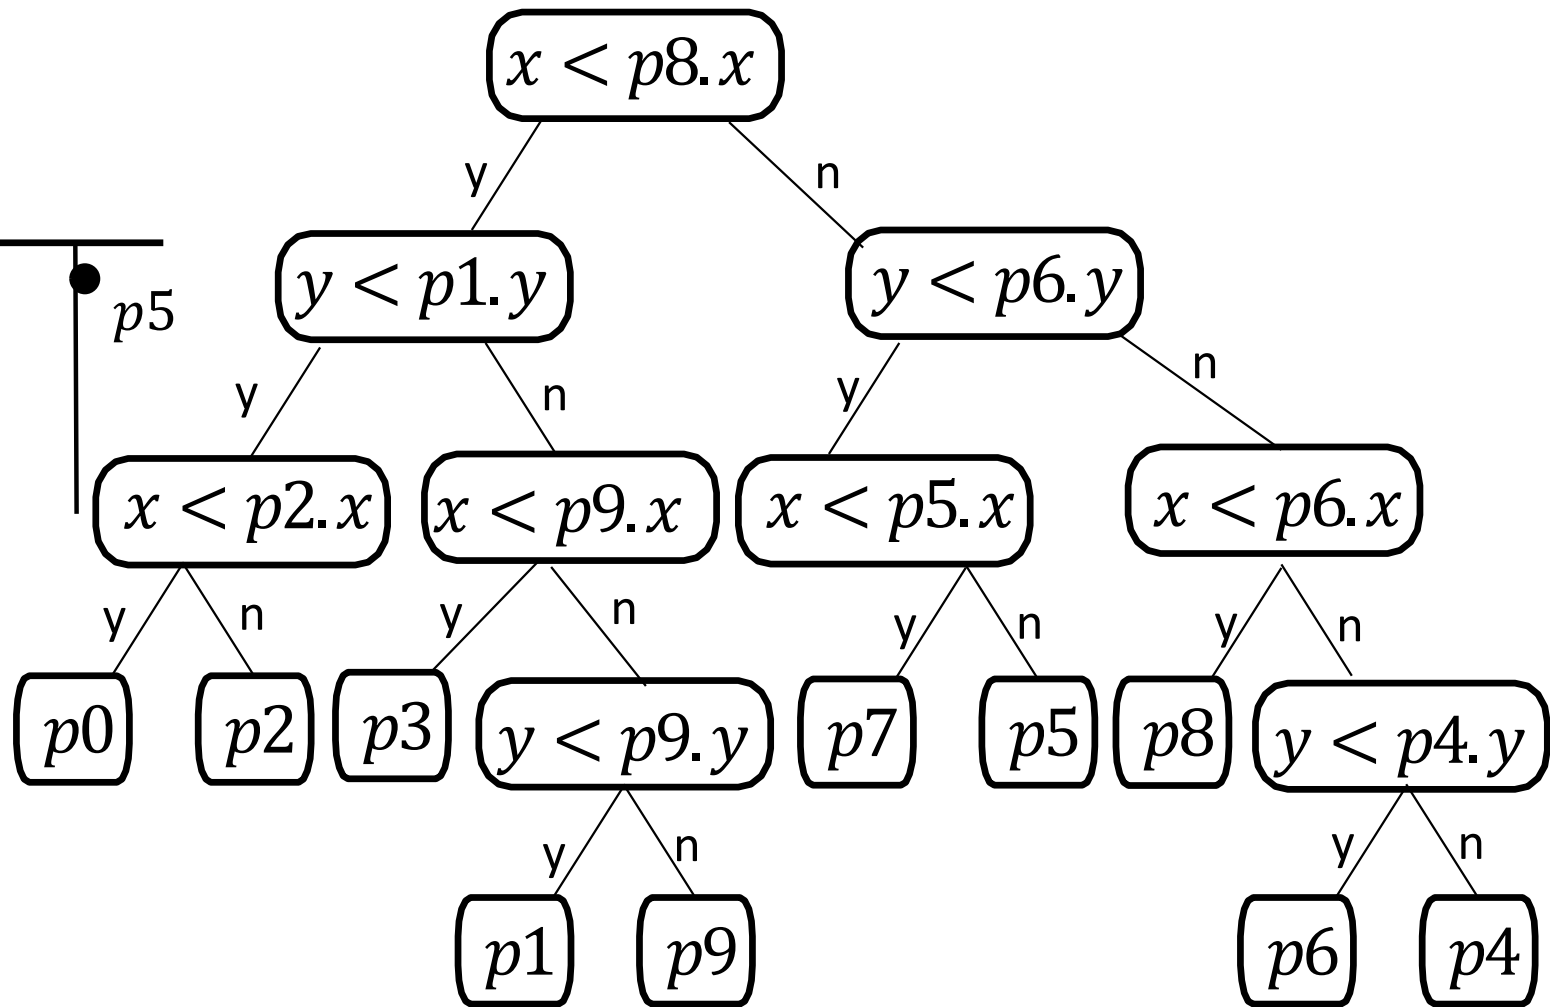 x < p8.x
y
n
y < p1.y
y < p6.y
p5
y
n
y
n
x < p2.x
x < p9.x
x < p5.x
x < p6.x
y
n
y
n
y
n
y
n
p0
p2
p3
y < p9.y
p7
p5
p8
y < p4.y
y
n
y
n
p1
p9
p6
p4